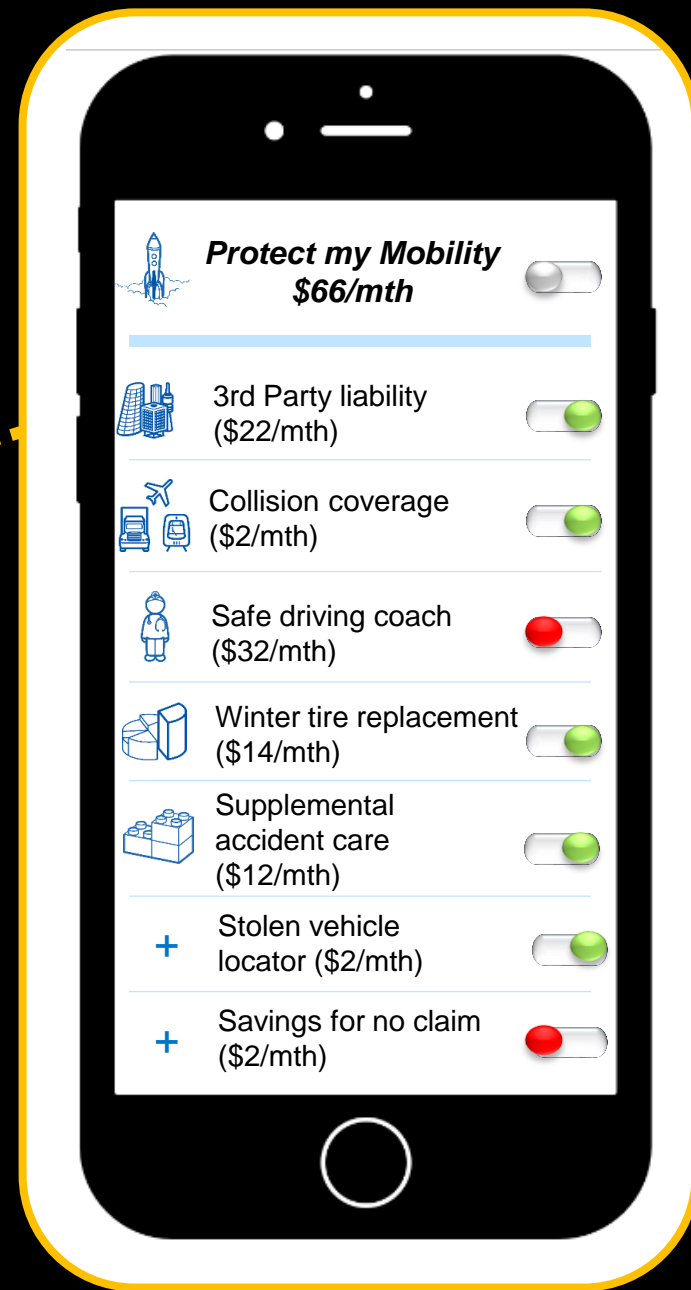 Protect my Mobility
$66/mth
3rd Party liability
($22/mth)
Collision coverage
($2/mth)
Safe driving coach
($32/mth)
Winter tire replacement
($14/mth)
Supplemental
accident care
($12/mth)
+ Stolen vehicle
locator ($2/mth)
+ Savings for no claim
($2/mth)